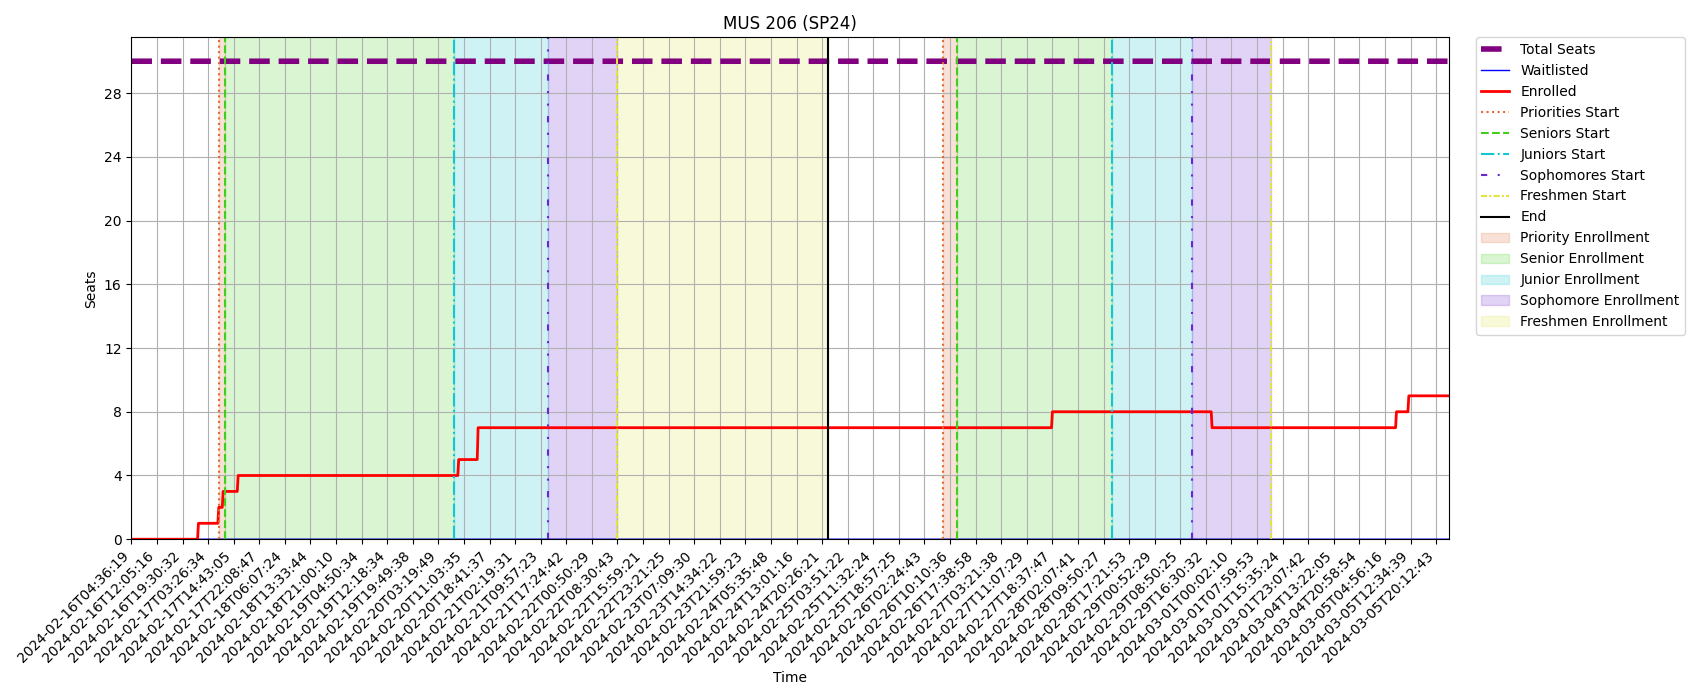 MUS 206 (SP24)
Seats
28
24
20
16
12
8
4
0
2024-02-16T04:36:19
2024-02-16T12:05:16
2024-02-16T19:30:32
2024-02-17T03:26:34
2024-02-17T14:43:05
2024-02-17T22:08:47
2024-02-18T06:07:24
2024-02-18T13:33:44
2024-02-18T21:00:10
2024-02-19T04:50:34
2024-02-19T12:18:34
2024-02-19T19:49:38
2024-02-20T03:19:49
2024-02-20T11:03:35
2024-02-20T18:41:37
2024-02-21T02:19:31
2024-02-21T09:57:23
2024-02-21T17:24:42
2024-02-22T00:50:29
2024-02-22T08:30:43
2024-02-22T15:59:21
2024-02-22T23:21:25
2024-02-23T07:09:30
2024-02-23T14:34:22
2024-02-23T21:59:23
2024-02-24T05:35:48
2024-02-24T13:01:16
2024-02-24T20:26:21
2024-02-25T03:51:22
2024-02-25T11:32:24
2024-02-25T18:57:25
2024-02-26T02:24:43
2024-02-26T10:10:36
2024-02-26T17:38:58
2024-02-27T03:21:38
2024-02-27T11:07:29
2024-02-27T18:37:47
2024-02-28T02:07:41
2024-02-28T09:50:27
2024-02-28T17:21:53
2024-02-29T00:52:29
2024-02-29T08:50:25
2024-02-29T16:30:32
2024-03-01T00:02:10
2024-03-01T07:59:53
2024-03-01T15:35:24
2024-03-01T23:07:42
2024-03-04T13:22:05
2024-03-04T20:58:54
2024-03-05T04:56:16
2024-03-05T12:34:39
2024-03-05T20:12:43
Time
Total Seats
Waitlisted
Enrolled
Priorities Start
Seniors Start
Juniors Start
Sophomores Start
Freshmen Start
End
Priority Enrollment
Senior Enrollment
Junior Enrollment
Sophomore Enrollment
Freshmen Enrollment